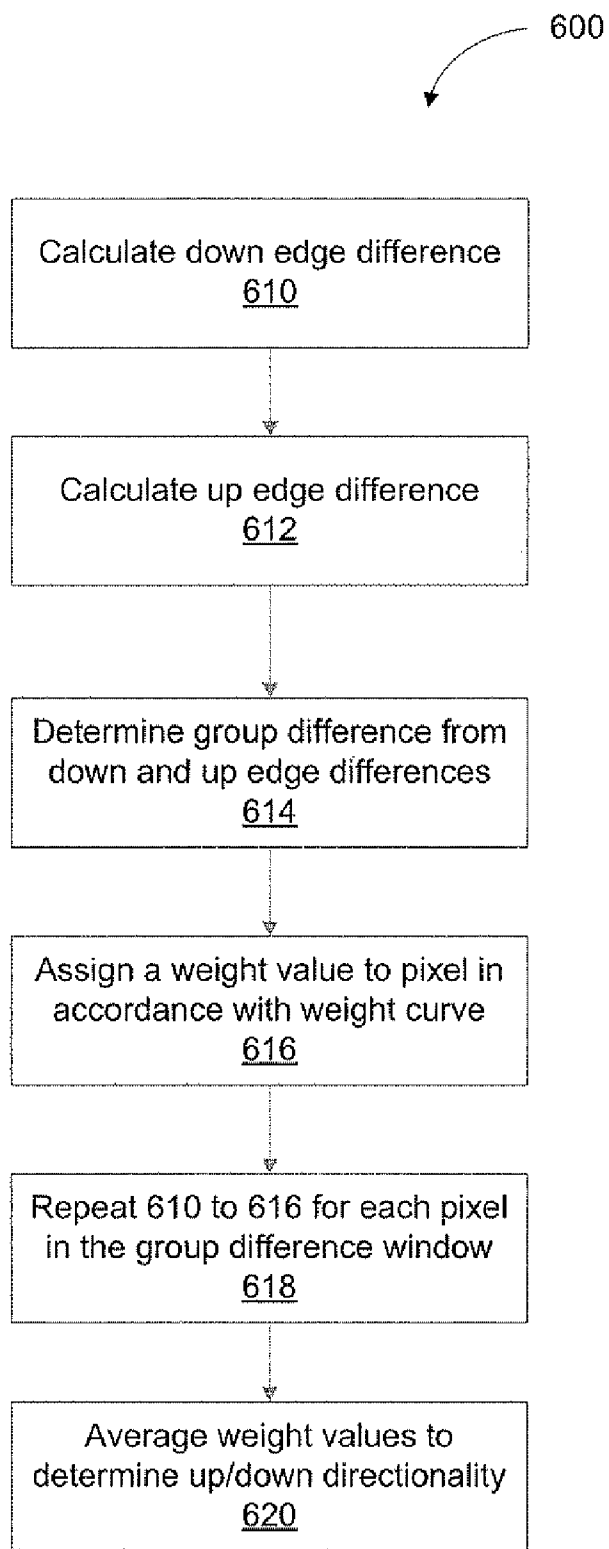 600
Calculate down edge difference
610
Calculate up edge difference
612
Determine group difference from
down and up edge differences
614
Assign a weight value to pixel in
accordance with weight curve
616
Repeat 610 to 616 for each pixel
in the group difference window
618
Average weight values to
determine up/down directionality
620